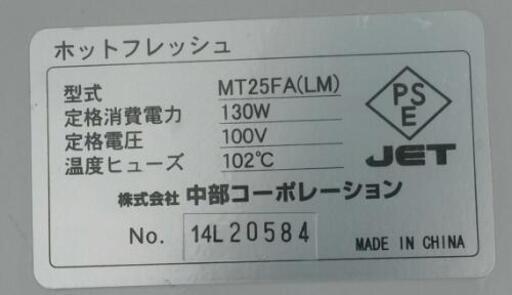 ホットフレッシュ
型式 MT25FA(LM)
定格消費電力 130W
定格電圧 100V
温度ヒューズ 102℃
PSE
JET
株式会社 中部コーポレーション
No. 14L20584
MADE IN CHINA